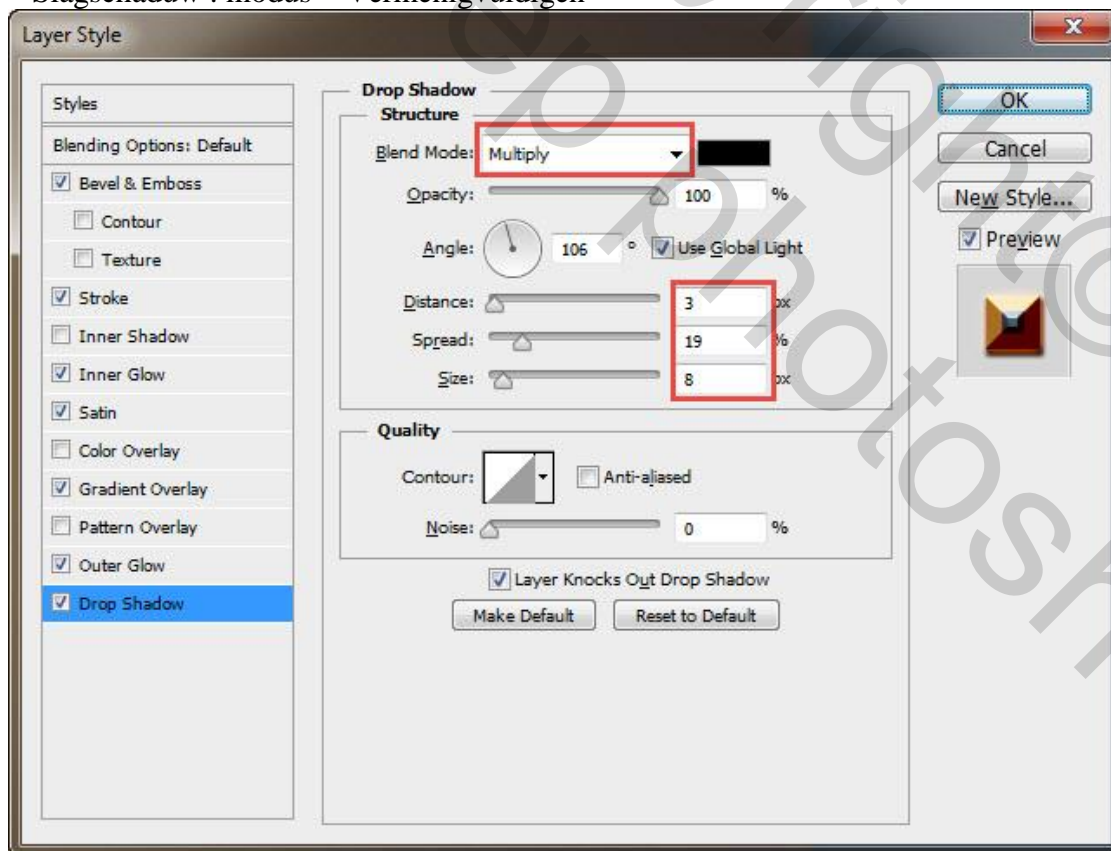 Slagschaduw : modus = Vermenigvuldigen
Layer Style
X
Styles
Blending Options: Default
Bevel & Emboss
Contour
Texture
Stroke
Inner Shadow
Inner Glow
Satin
Color Overlay
Gradient Overlay
Pattern Overlay
Outer Glow
Drop Shadow
Drop Shadow
Structure
Blend Mode: Multiply
Opacity: 100 %
Angle: 106 ° Use Global Light
Distance: 3 px
Spread: 19 %
Size: 8 px
Quality
Contour: Anti-aliased
Noise: 0 %
Layer Knocks Out Drop Shadow
Make Default Reset to Default
OK
Cancel
New Style...
Preview